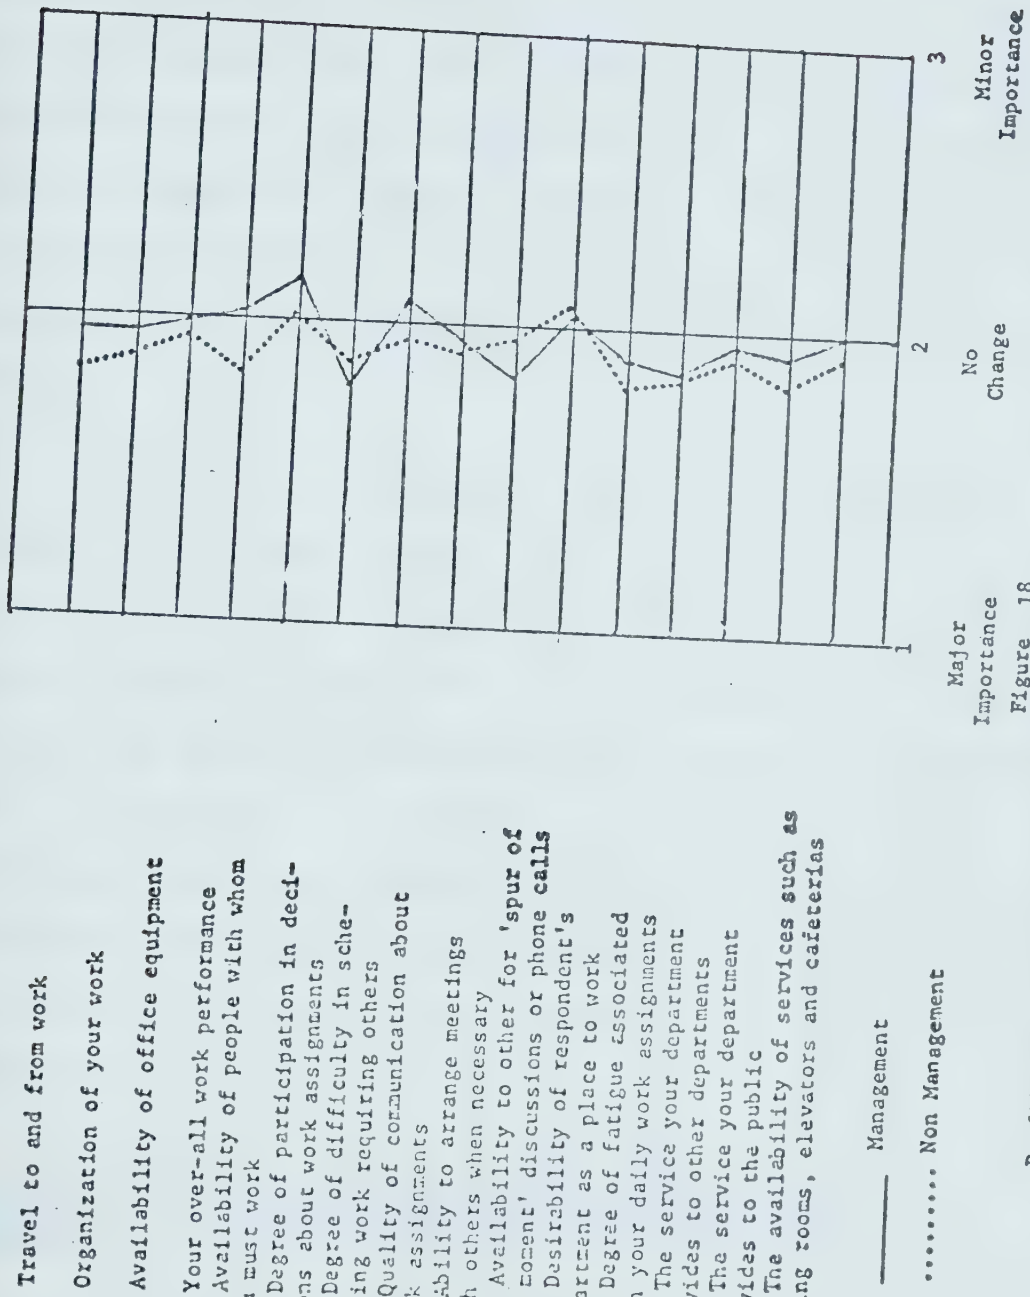 Travel to and from work
Organization of your work
Availability of office equipment
Your over-all work performance
Availability of people with whom
must work
Degree of participation in deci-
ns about work assignments
Degree of difficulty in sche-
ing work requiring others
Quality of communication about
k assignments
Ability to arrange meetings
h others when necessary
Availability to other for 'spur of
moment' discussions or phone calls
Desirability of respondent's
artment as a place to work
Degree of fatigue associated
n your daily work assignments
The service your department
vides to other departments
The service your department
vides to the public
The availability of services such as
ng rooms, elevators and cafeterias
1 2 3
Major Importance
No Change
Minor Importance
Management
Non Management
Figure 18